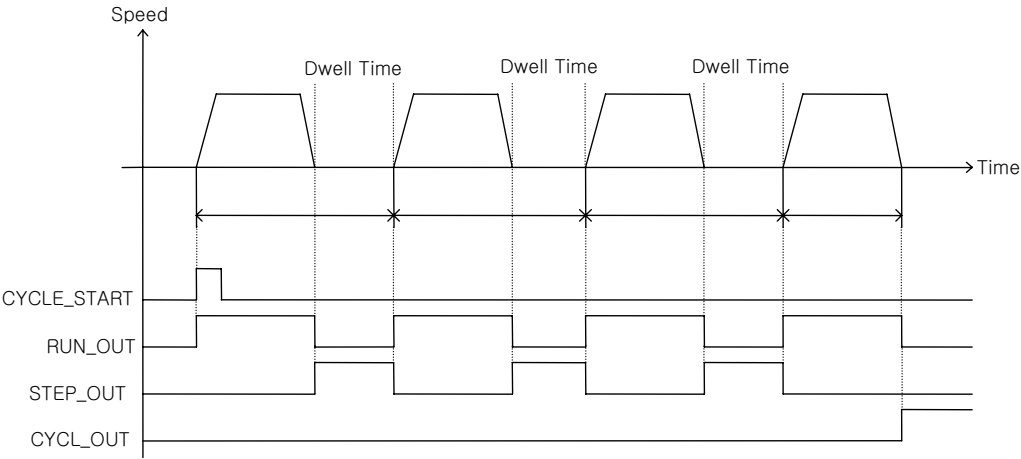 Speed
Dwell Time
Dwell Time
Dwell Time
Time
CYCLE_START
RUN_OUT
STEP_OUT
CYCL_OUT